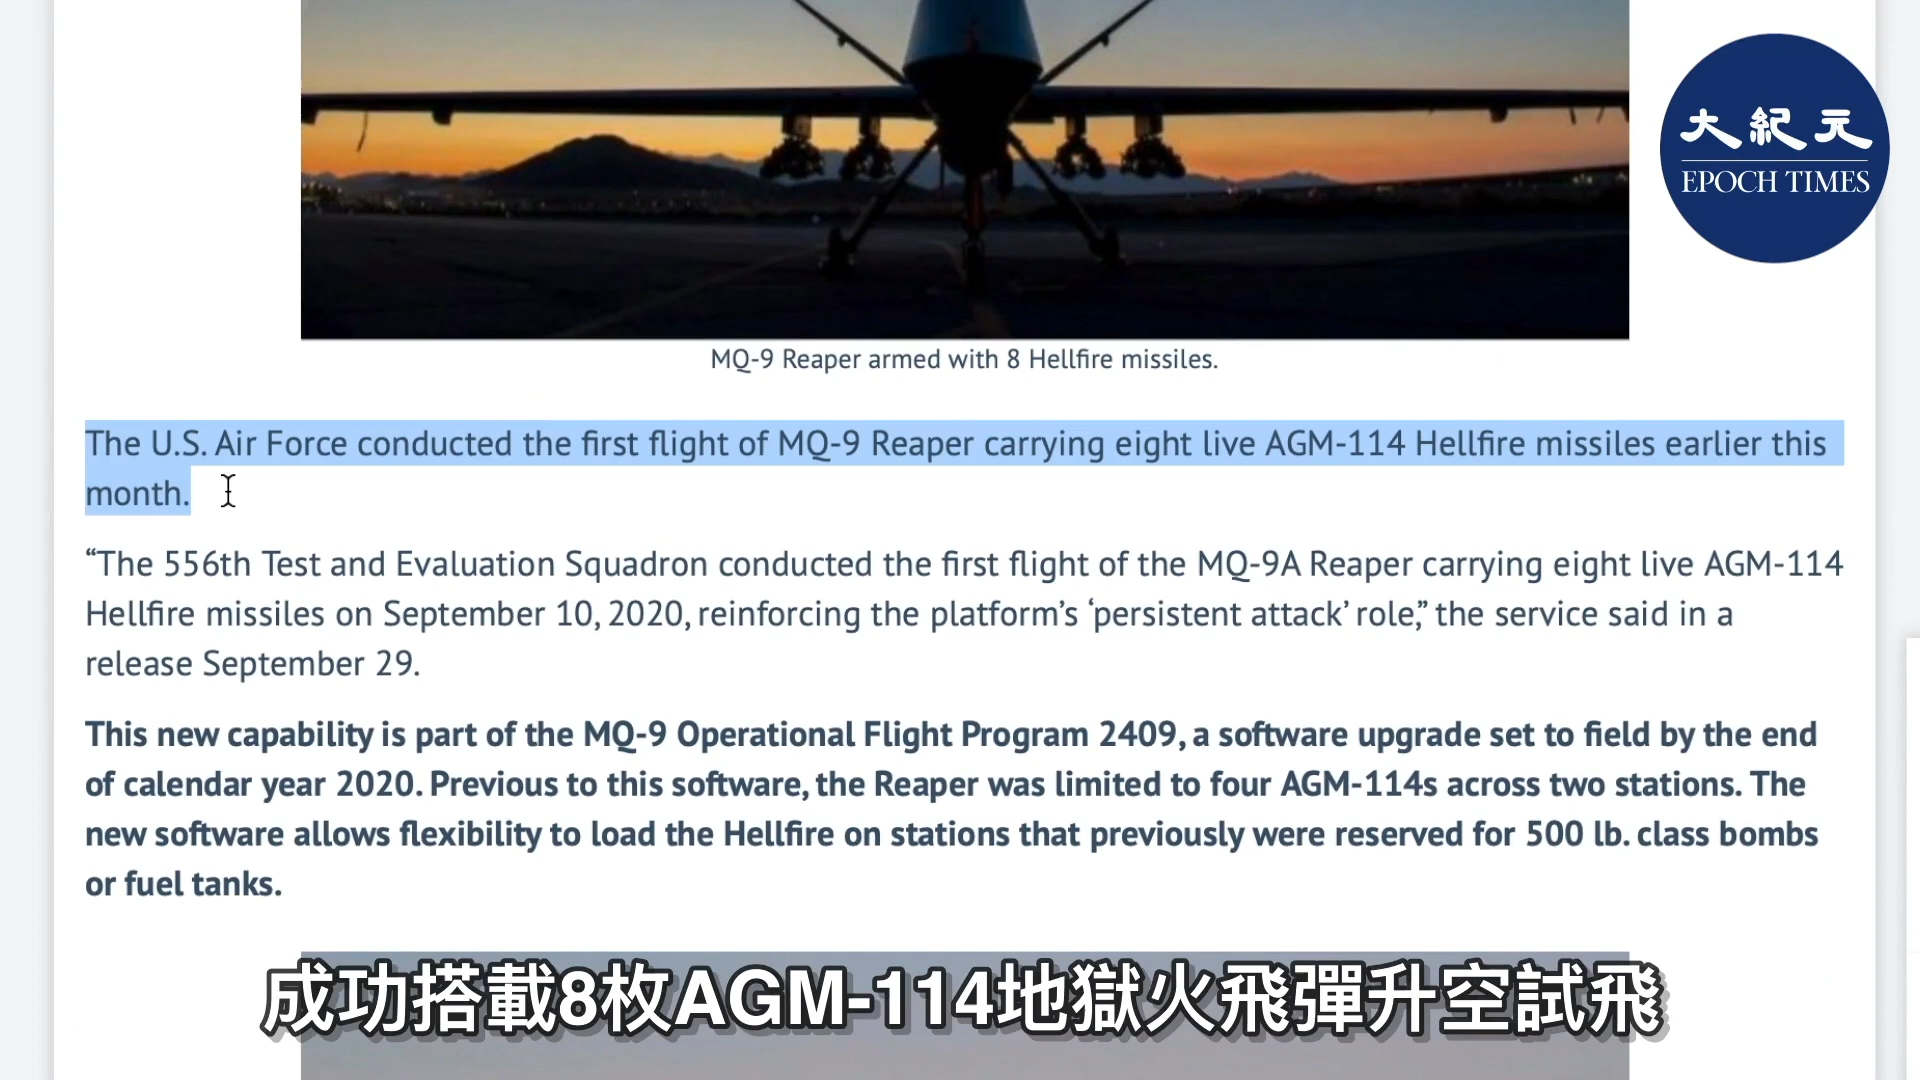 大紀元
EPOCH TIMES
MQ-9 Reaper armed with 8 Hellfire missiles.
The U.S. Air Force conducted the first flight of MQ-9 Reaper carrying eight live AGM-114 Hellfire missiles earlier this
month.
“The 556th Test and Evaluation Squadron conducted the first flight of the MQ-9A Reaper carrying eight live AGM-114
Hellfire missiles on September 10, 2020, reinforcing the platform’s ‘persistent attack’ role,” the service said in a
release September 29.
This new capability is part of the MQ-9 Operational Flight Program 2409, a software upgrade set to field by the end
of calendar year 2020. Previous to this software, the Reaper was limited to four AGM-114s across two stations. The
new software allows flexibility to load the Hellfire on stations that previously were reserved for 500 lb. class bombs
or fuel tanks.
成功搭載8枚AGM-114地獄火飛彈升空試飛